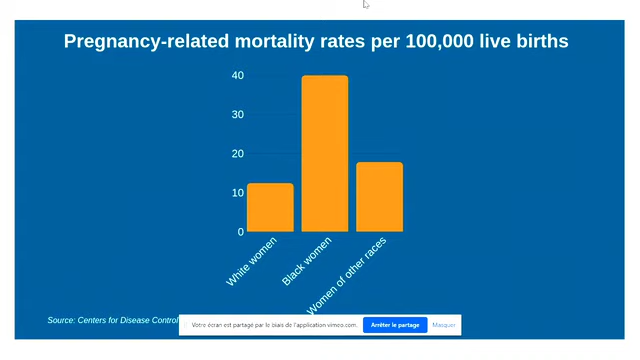 Pregnancy-related mortality rates per 100,000 live births
40
30
20
10
0
White women
Black women
Women of other races
Source: Centers for Disease Control
Votre écran est partagé par le biais de l'application vimeo.com.
Arrêter le partage
Masquer